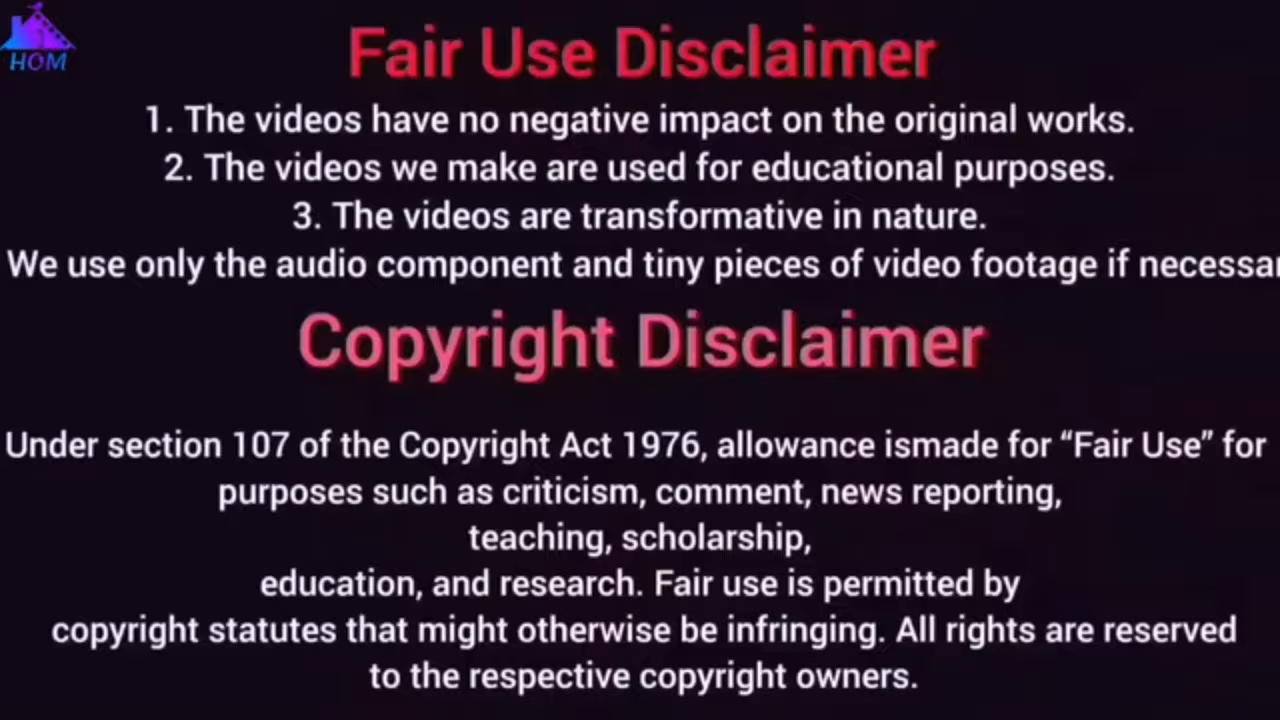 HOM
Fair Use Disclaimer
1. The videos have no negative impact on the original works.
2. The videos we make are used for educational purposes.
3. The videos are transformative in nature.
We use only the audio component and tiny pieces of video footage if
Copyright Disclaimer
Under section 107 of the Copyright Act 1976, allowance ismade for “Fair Use” for
purposes such as criticism, comment, news reporting,
teaching, scholarship,
education, and research. Fair use is permitted by
copyright statutes that might otherwise be infringing. All rights are reserved
to the respective copyright owners.